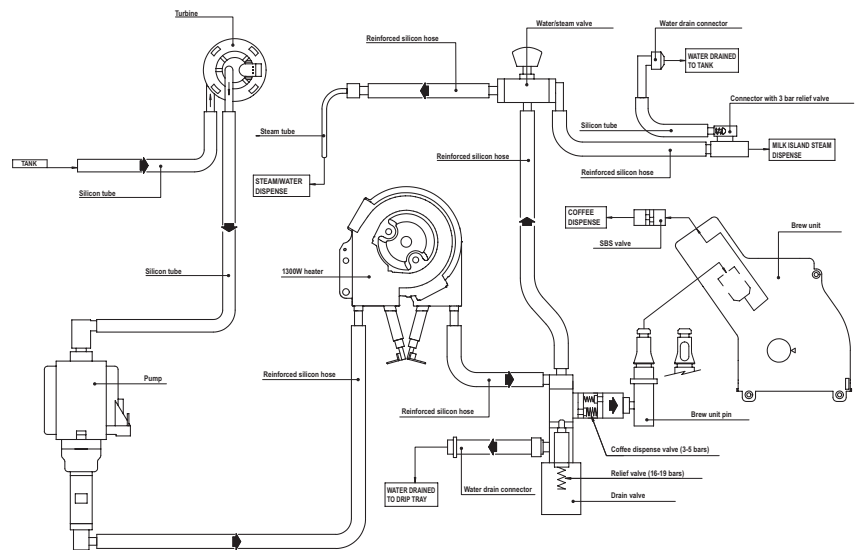 Turbine
Water/steam valve
Water drain connector
Reinforced silicon hose
WATER DRAINED
TO TANK
Connector with 3 bar relief valve
Silicon tube
Steam tube
TANK
Reinforced silicon hose
MILK ISLAND STEAM
DISPENSE
Reinforced silicon hose
Silicon tube
STEAM/WATER
DISPENSE
COFFEE
DISPENSE
SBS valve
Brew unit
1300W heater
Silicon tube
Pump
Reinforced silicon hose
Reinforced silicon hose
Brew unit pin
Coffee dispense valve (3-5 bars)
Relief valve (16-19 bars)
WATER DRAINED
TO DRIP TRAY
Water drain connector
Drain valve